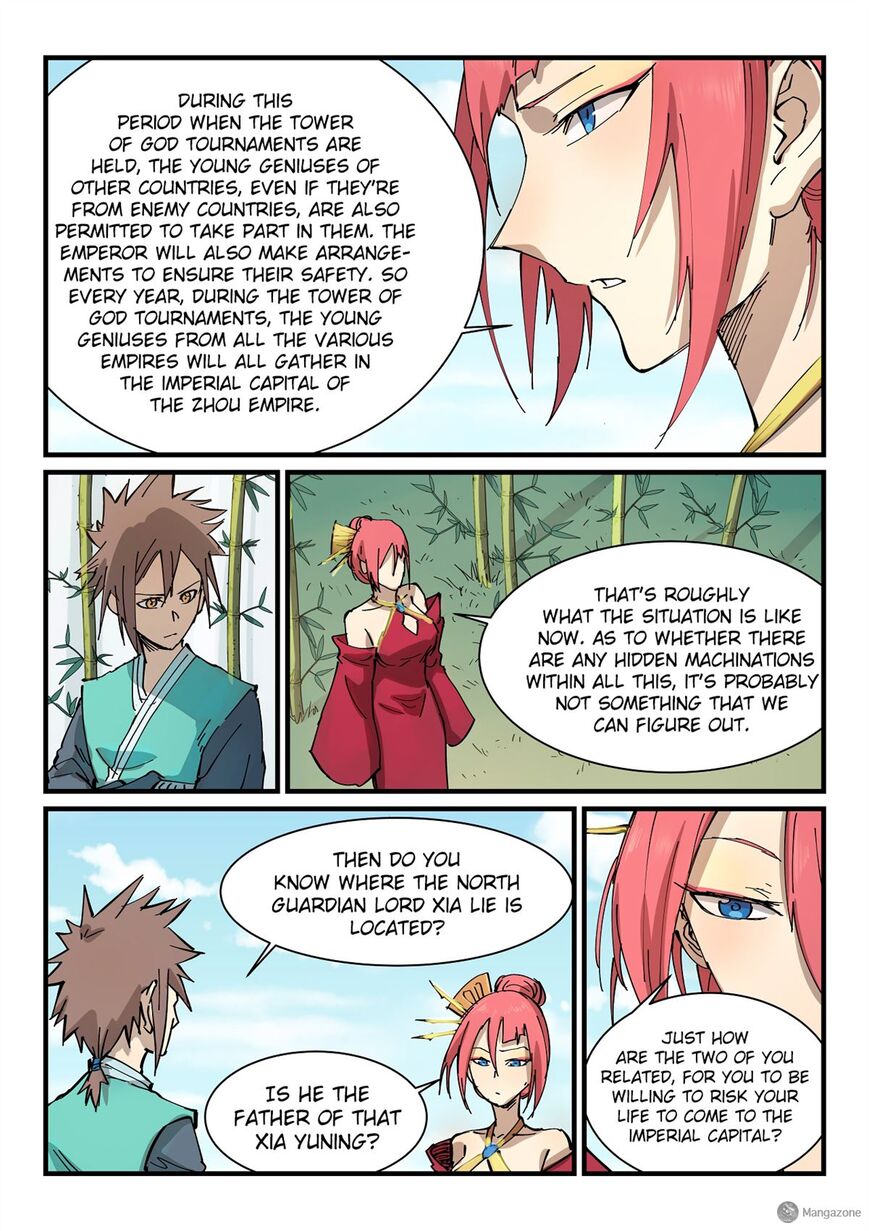 DURING THIS
PERIOD WHEN THE TOWER
OF GOD TOURNAMENTS ARE
HELD, THE YOUNG GENIUSES OF
OTHER COUNTRIES, EVEN IF THEY'RE
FROM ENEMY COUNTRIES, ARE ALSO
PERMITTED TO TAKE PART IN THEM. THE
EMPEROR WILL ALSO MAKE ARRANGE-
MENTS TO ENSURE THEIR SAFETY. SO
EVERY YEAR, DURING THE TOWER OF
GOD TOURNAMENTS, THE YOUNG
GENIUSES FROM ALL THE VARIOUS
EMPIRES WILL ALL GATHER IN
THE IMPERIAL CAPITAL OF
THE ZHOU EMPIRE.
THAT'S ROUGHLY
WHAT THE SITUATION IS LIKE
NOW. AS TO WHETHER THERE
ARE ANY HIDDEN MACHINATIONS
WITHIN ALL THIS, IT'S PROBABLY
NOT SOMETHING THAT WE
CAN FIGURE OUT.
THEN DO YOU
KNOW WHERE THE NORTH
GUARDIAN LORD XIA LIE IS
LOCATED?
IS HE THE
FATHER OF THAT
XIA YUNING?
JUST HOW
ARE THE TWO OF YOU
RELATED, FOR YOU TO BE
WILLING TO RISK YOUR
LIFE TO COME TO THE
IMPERIAL CAPITAL?
Mangazone